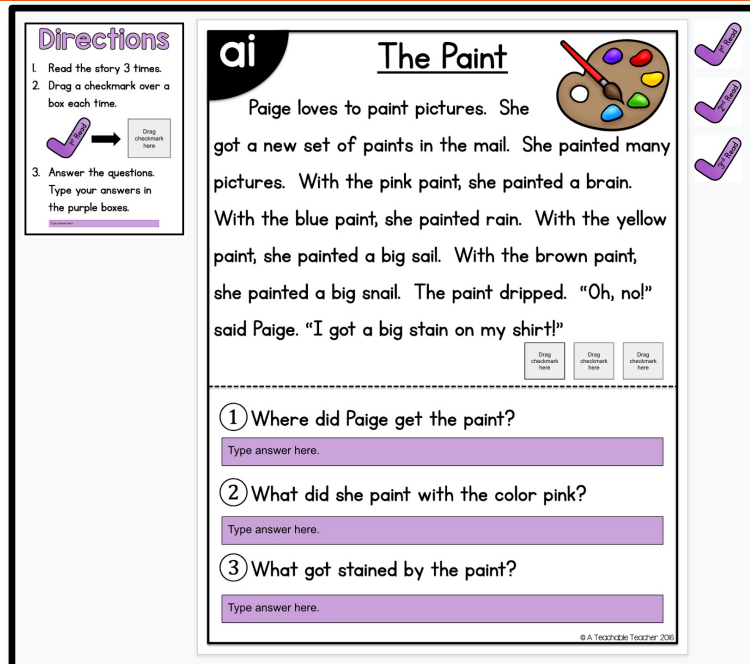 Directions
1. Read the story 3 times.
2. Drag a checkmark over a
box each time.
1st Read
Drag
checkmark
here
3. Answer the questions.
Type your answers in
the purple boxes.
Type answer here.
ai
The Paint
Paige loves to paint pictures. She
got a new set of paints in the mail. She painted many
pictures. With the pink paint, she painted a brain.
With the blue paint, she painted rain. With the yellow
paint, she painted a big sail. With the brown paint,
she painted a big snail. The paint dripped. “Oh, no!”
said Paige. “I got a big stain on my shirt!”
Drag
checkmark
here
Drag
checkmark
here
Drag
checkmark
here
1 Where did Paige get the paint?
Type answer here.
2 What did she paint with the color pink?
Type answer here.
3 What got stained by the paint?
Type answer here.
© A Teachable Teacher 2016
1st Read
2nd Read
3rd Read